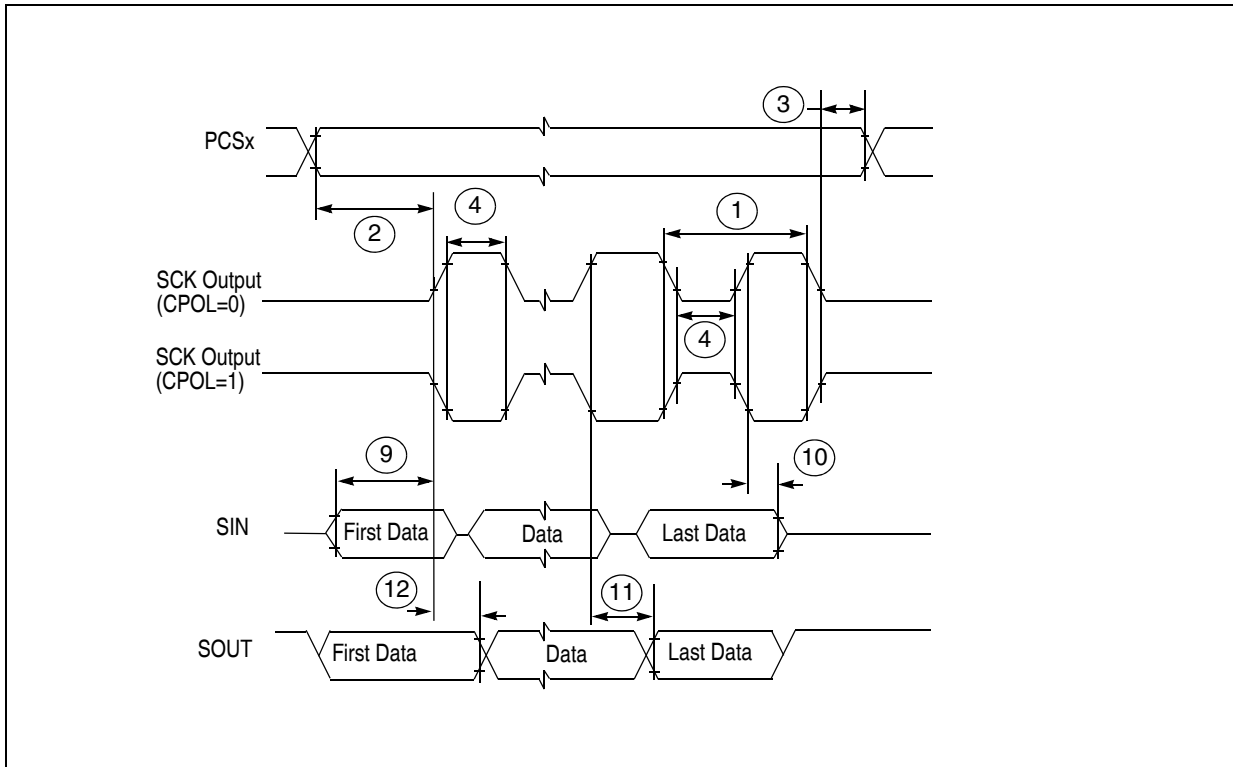 3
PCSx
2
4
1
SCK Output
(CPOL=0)
4
SCK Output
(CPOL=1)
9
10
SIN
First Data
Data
Last Data
12
11
SOUT
First Data
Data
Last Data